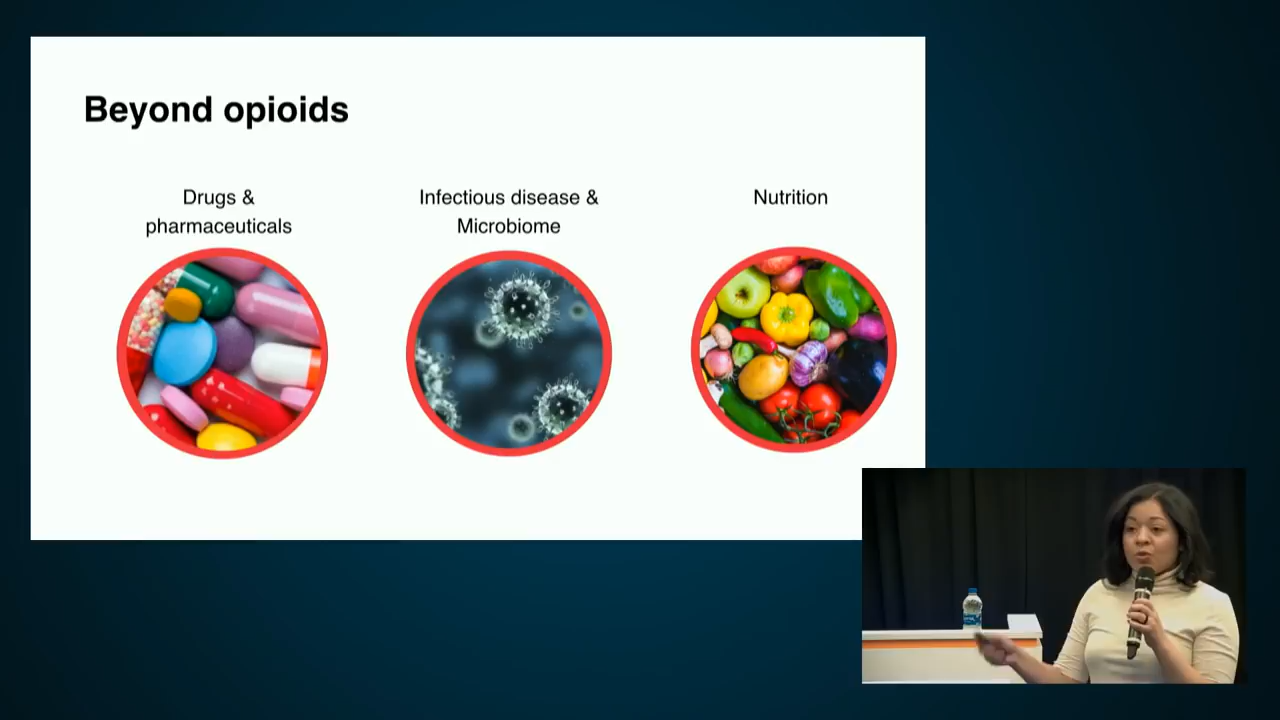 Beyond opioids
Drugs &
pharmaceuticals
Infectious disease &
Microbiome
Nutrition